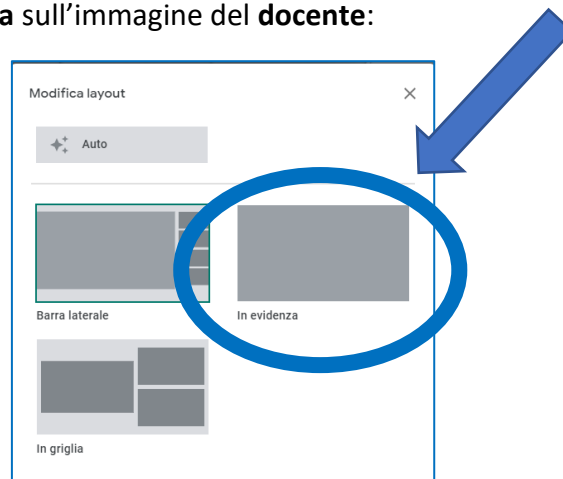 a sull’immagine del docente:
Modifica layout
Auto
Barra laterale
In evidenza
In griglia